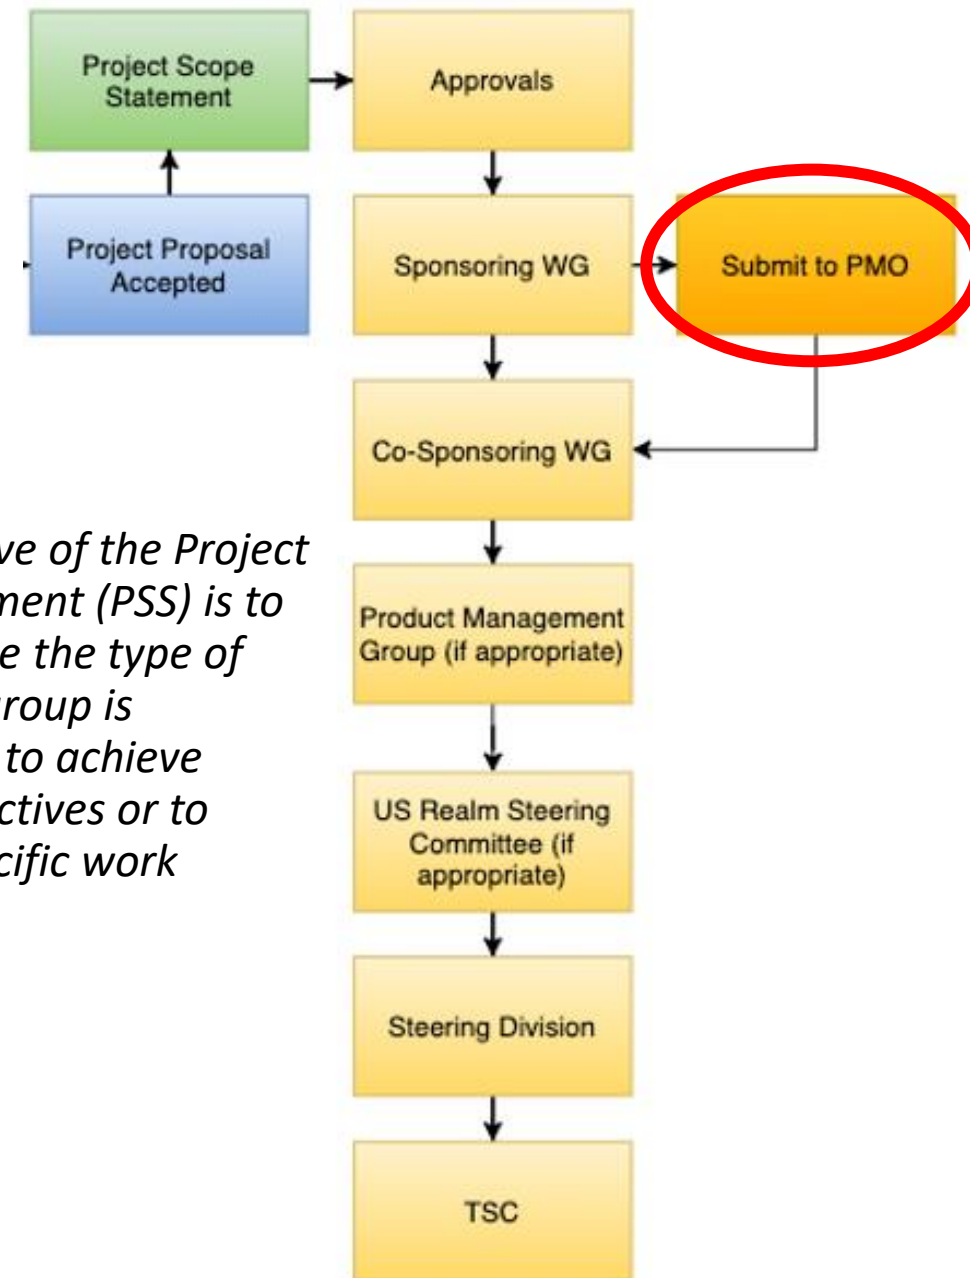 Project Scope
Statement
Approvals
Project Proposal
Accepted
Sponsoring WG
Submit to PMO
Co-Sponsoring WG
ve of the Project
ment (PSS) is to
e the type of
roup is
to achieve
ctives or to
cific work
Product Management
Group (if appropriate)
US Realm Steering
Committee (if
appropriate)
Steering Division
TSC